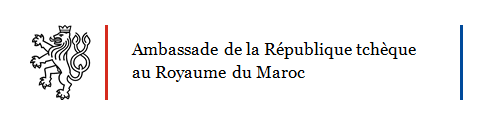 Ambassade de la République tchèque
au Royaume du Maroc